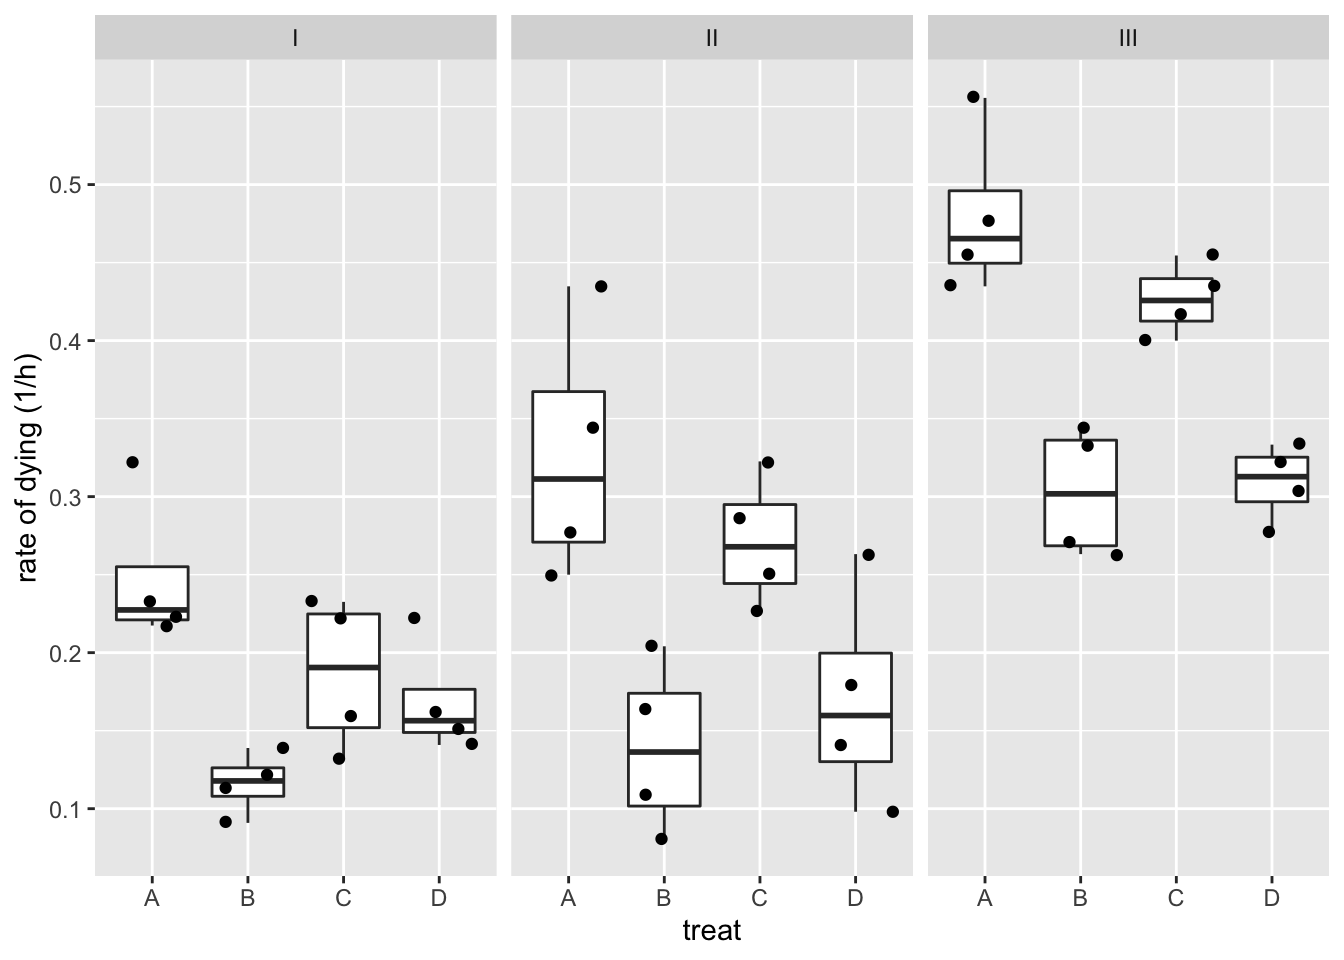 I II III
0.5
0.4
0.3
0.2
0.1
rate of dying (1/h)
A B C D A B C D A B C D
treat